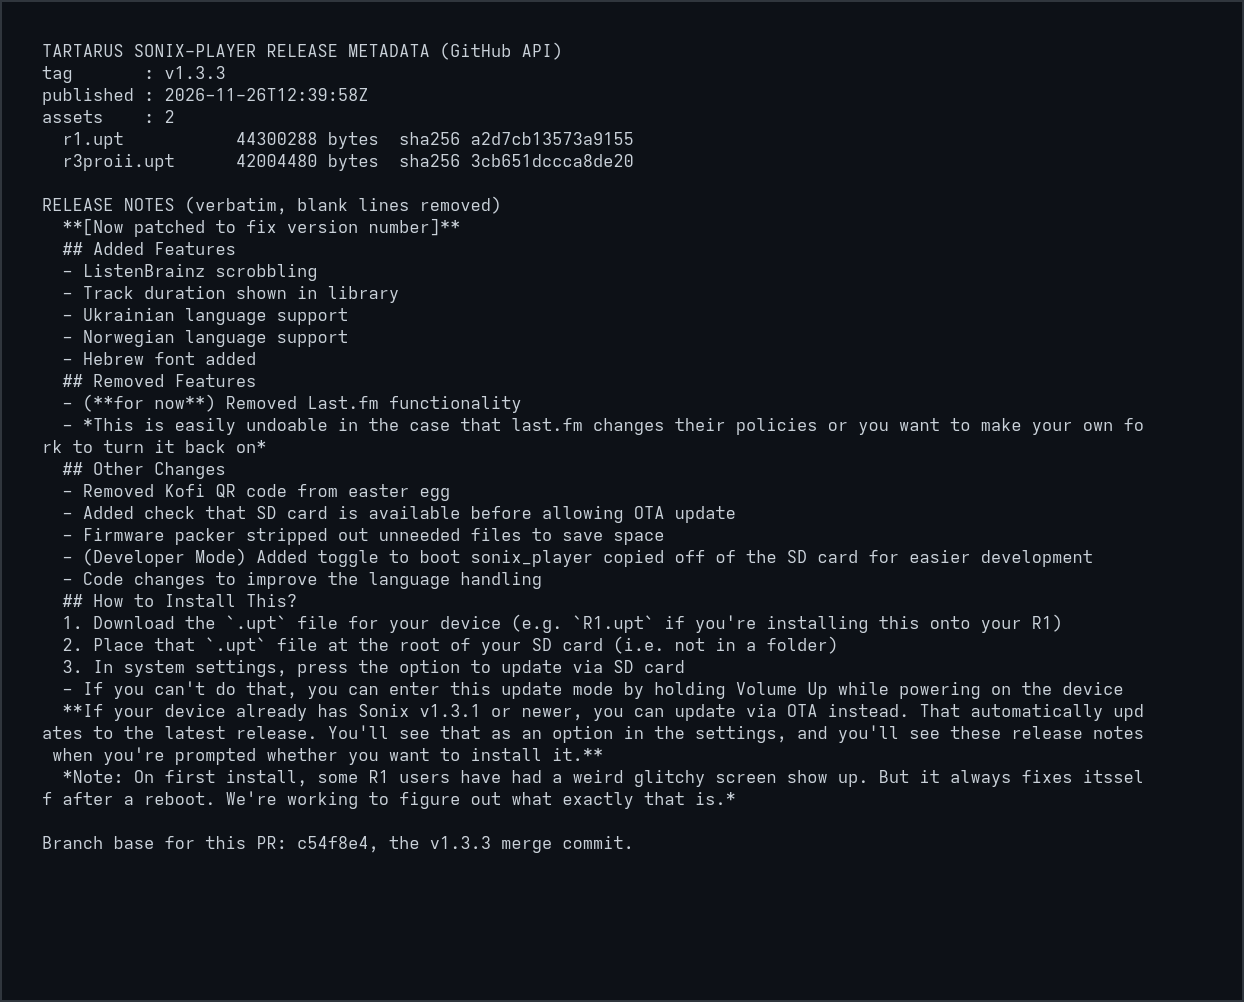 TARTARUS SONIX-PLAYER RELEASE METADATA (GitHub API)
tag       : v1.3.3
published : 2026-11-26T12:39:58Z
assets    : 2
  r1.upt           44300288 bytes  sha256 a2d7cb13573a9155
  r3proii.upt      42004480 bytes  sha256 3cb651dccca8de20

RELEASE NOTES (verbatim, blank lines removed)
  **[Now patched to fix version number]**
  ## Added Features
  - ListenBrainz scrobbling
  - Track duration shown in library
  - Ukrainian language support
  - Norwegian language support
  - Hebrew font added
  ## Removed Features
  - (**for now**) Removed Last.fm functionality
  - *This is easily undoable in the case that last.fm changes their policies or you want to make your own fo
rk to turn it back on*
  ## Other Changes
  - Removed Kofi QR code from easter egg
  - Added check that SD card is available before allowing OTA update
  - Firmware packer stripped out unneeded files to save space
  - (Developer Mode) Added toggle to boot sonix_player copied off of the SD card for easier development
  - Code changes to improve the language handling
  ## How to Install This?
  1. Download the `.upt` file for your device (e.g. `R1.upt` if you're installing this onto your R1)
  2. Place that `.upt` file at the root of your SD card (i.e. not in a folder)
  3. In system settings, press the option to update via SD card
  - If you can't do that, you can enter this update mode by holding Volume Up while powering on the device
  **If your device already has Sonix v1.3.1 or newer, you can update via OTA instead. That automatically upd
ates to the latest release. You'll see that as an option in the settings, and you'll see these release notes
 when you're prompted whether you want to install it.**
  *Note: On first install, some R1 users have had a weird glitchy screen show up. But it always fixes itssel
f after a reboot. We're working to figure out what exactly that is.*

Branch base for this PR: c54f8e4, the v1.3.3 merge commit.